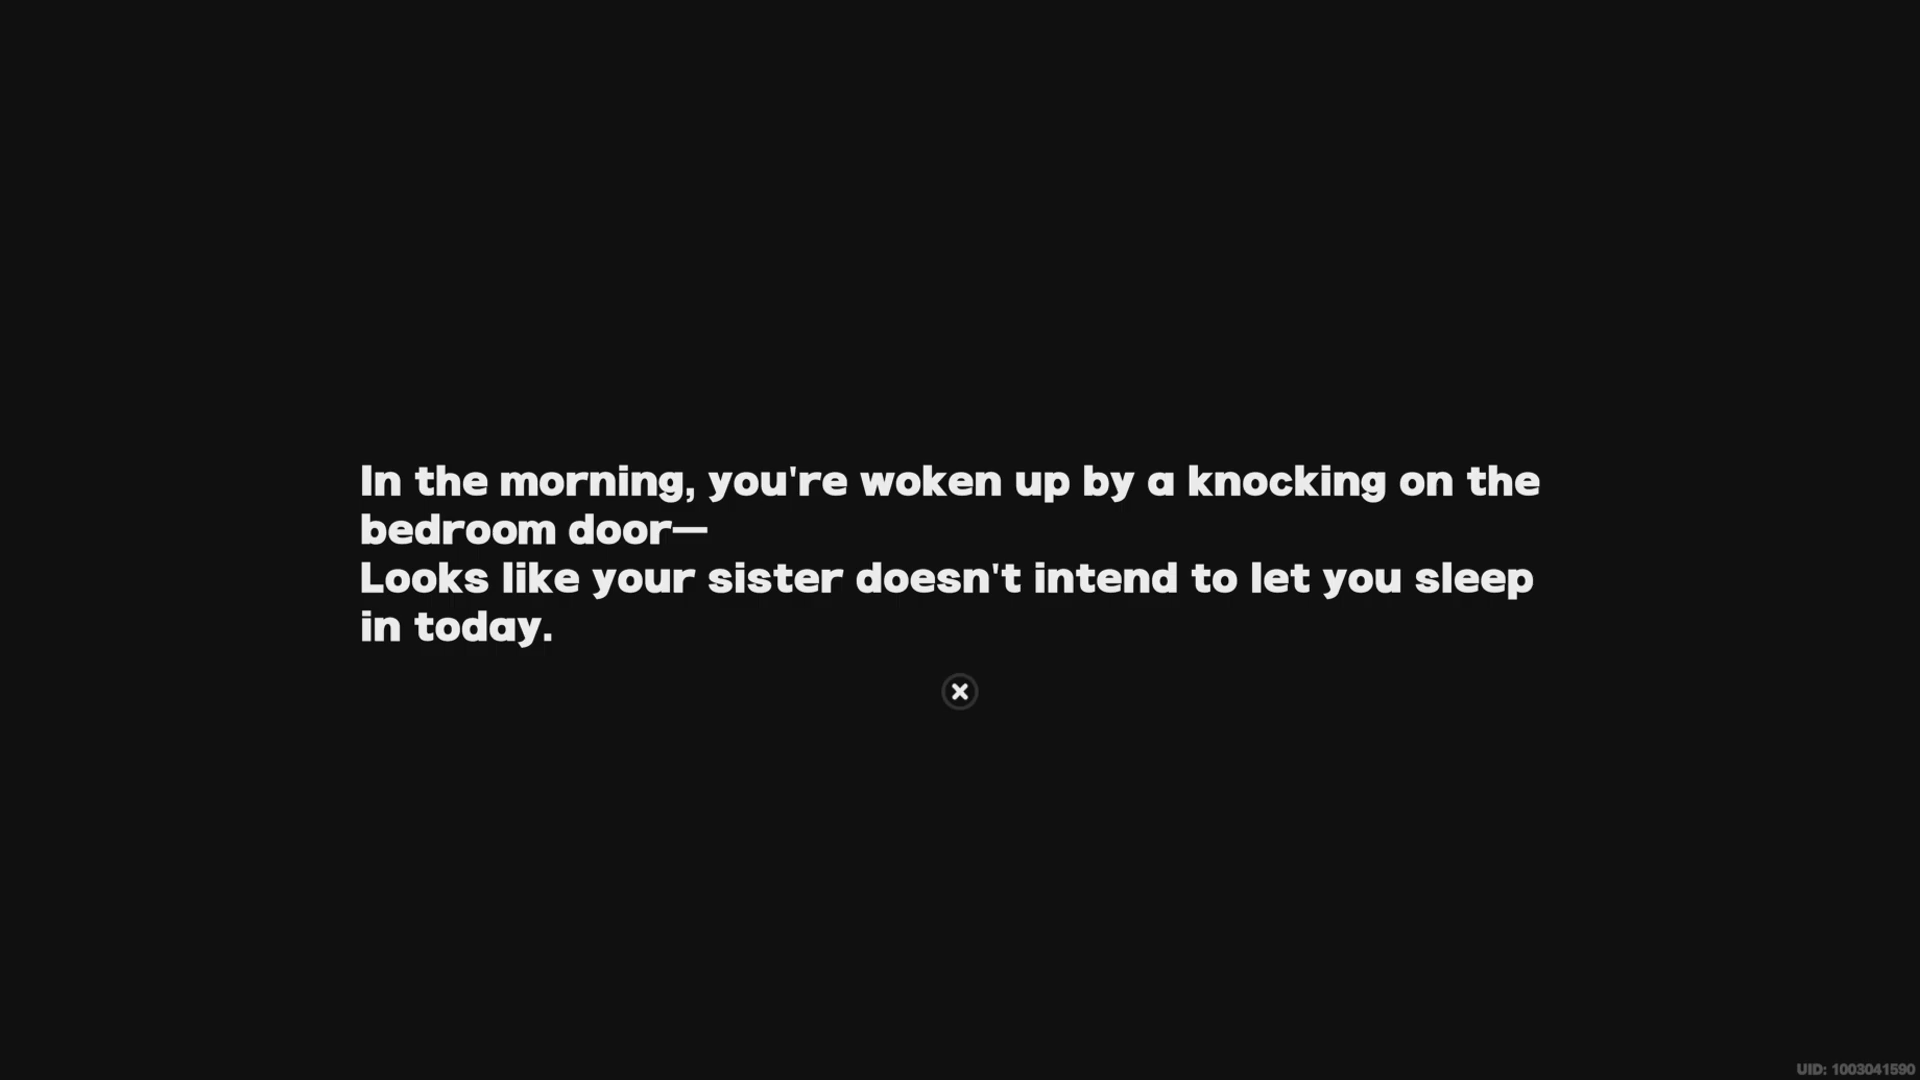 In the morning, you're woken up by a knocking on the
bedroom door—
Looks like your sister doesn't intend to let you sleep
in today.
UID: 1003041590